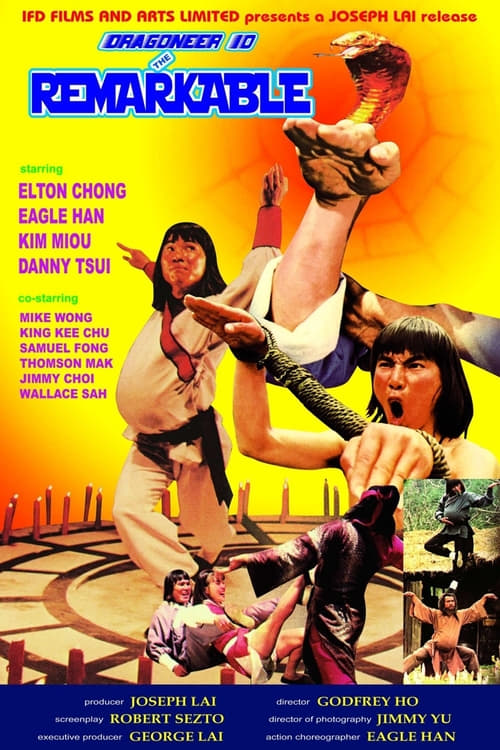 IFD FILMS AND ARTS LIMITED presents a JOSEPH LAI release
DRAGONEER 10
THE
REMARKABLE
starring
ELTON CHONG
EAGLE HAN
KIM MIOU
DANNY TSUI
co-starring
MIKE WONG
KING KEE CHU
SAMUEL FONG
THOMSON MAK
JIMMY CHOI
WALLACE SAH
producer JOSEPH LAI
screenplay ROBERT SEZTO
executive producer GEORGE LAI
director GODFREY HO
director of photography JIMMY YU
action choreographer EAGLE HAN